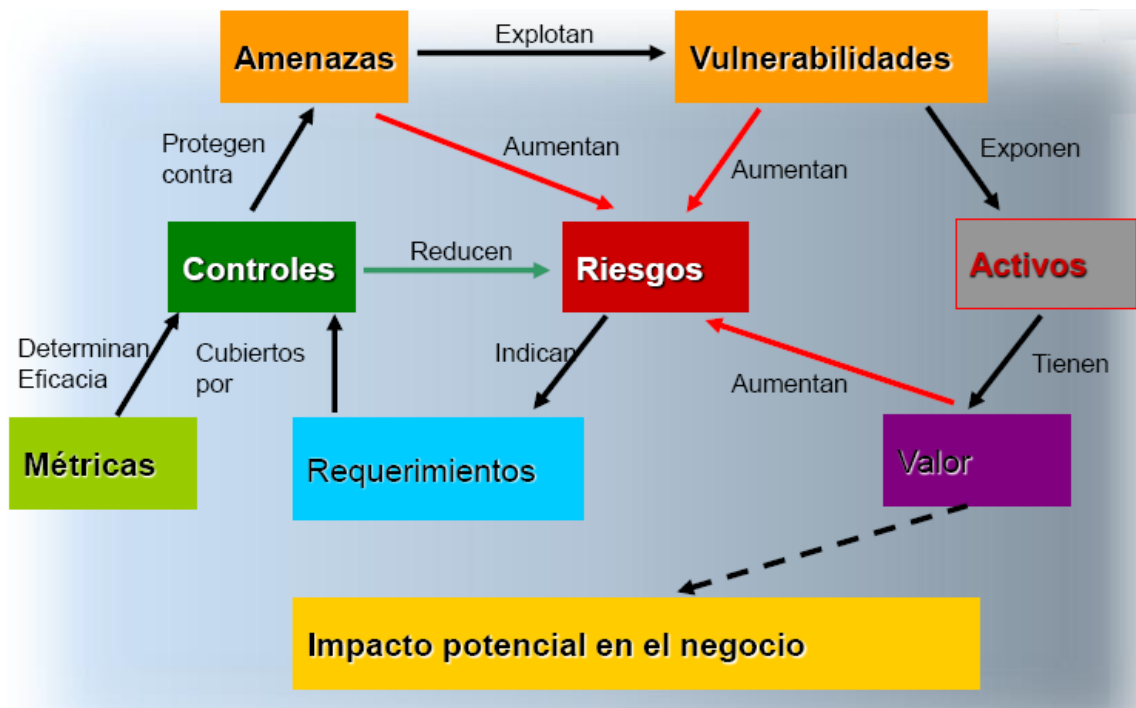 Explotan
Amenazas
Vulnerabilidades
Protegen
contra
Aumentan
Aumentan
Exponen
Controles
Reducen
Riesgos
Activos
Determinan
Eficacia
Cubiertos
por
Indican
Aumentan
Tienen
Métricas
Requerimientos
Valor
Impacto potencial en el negocio